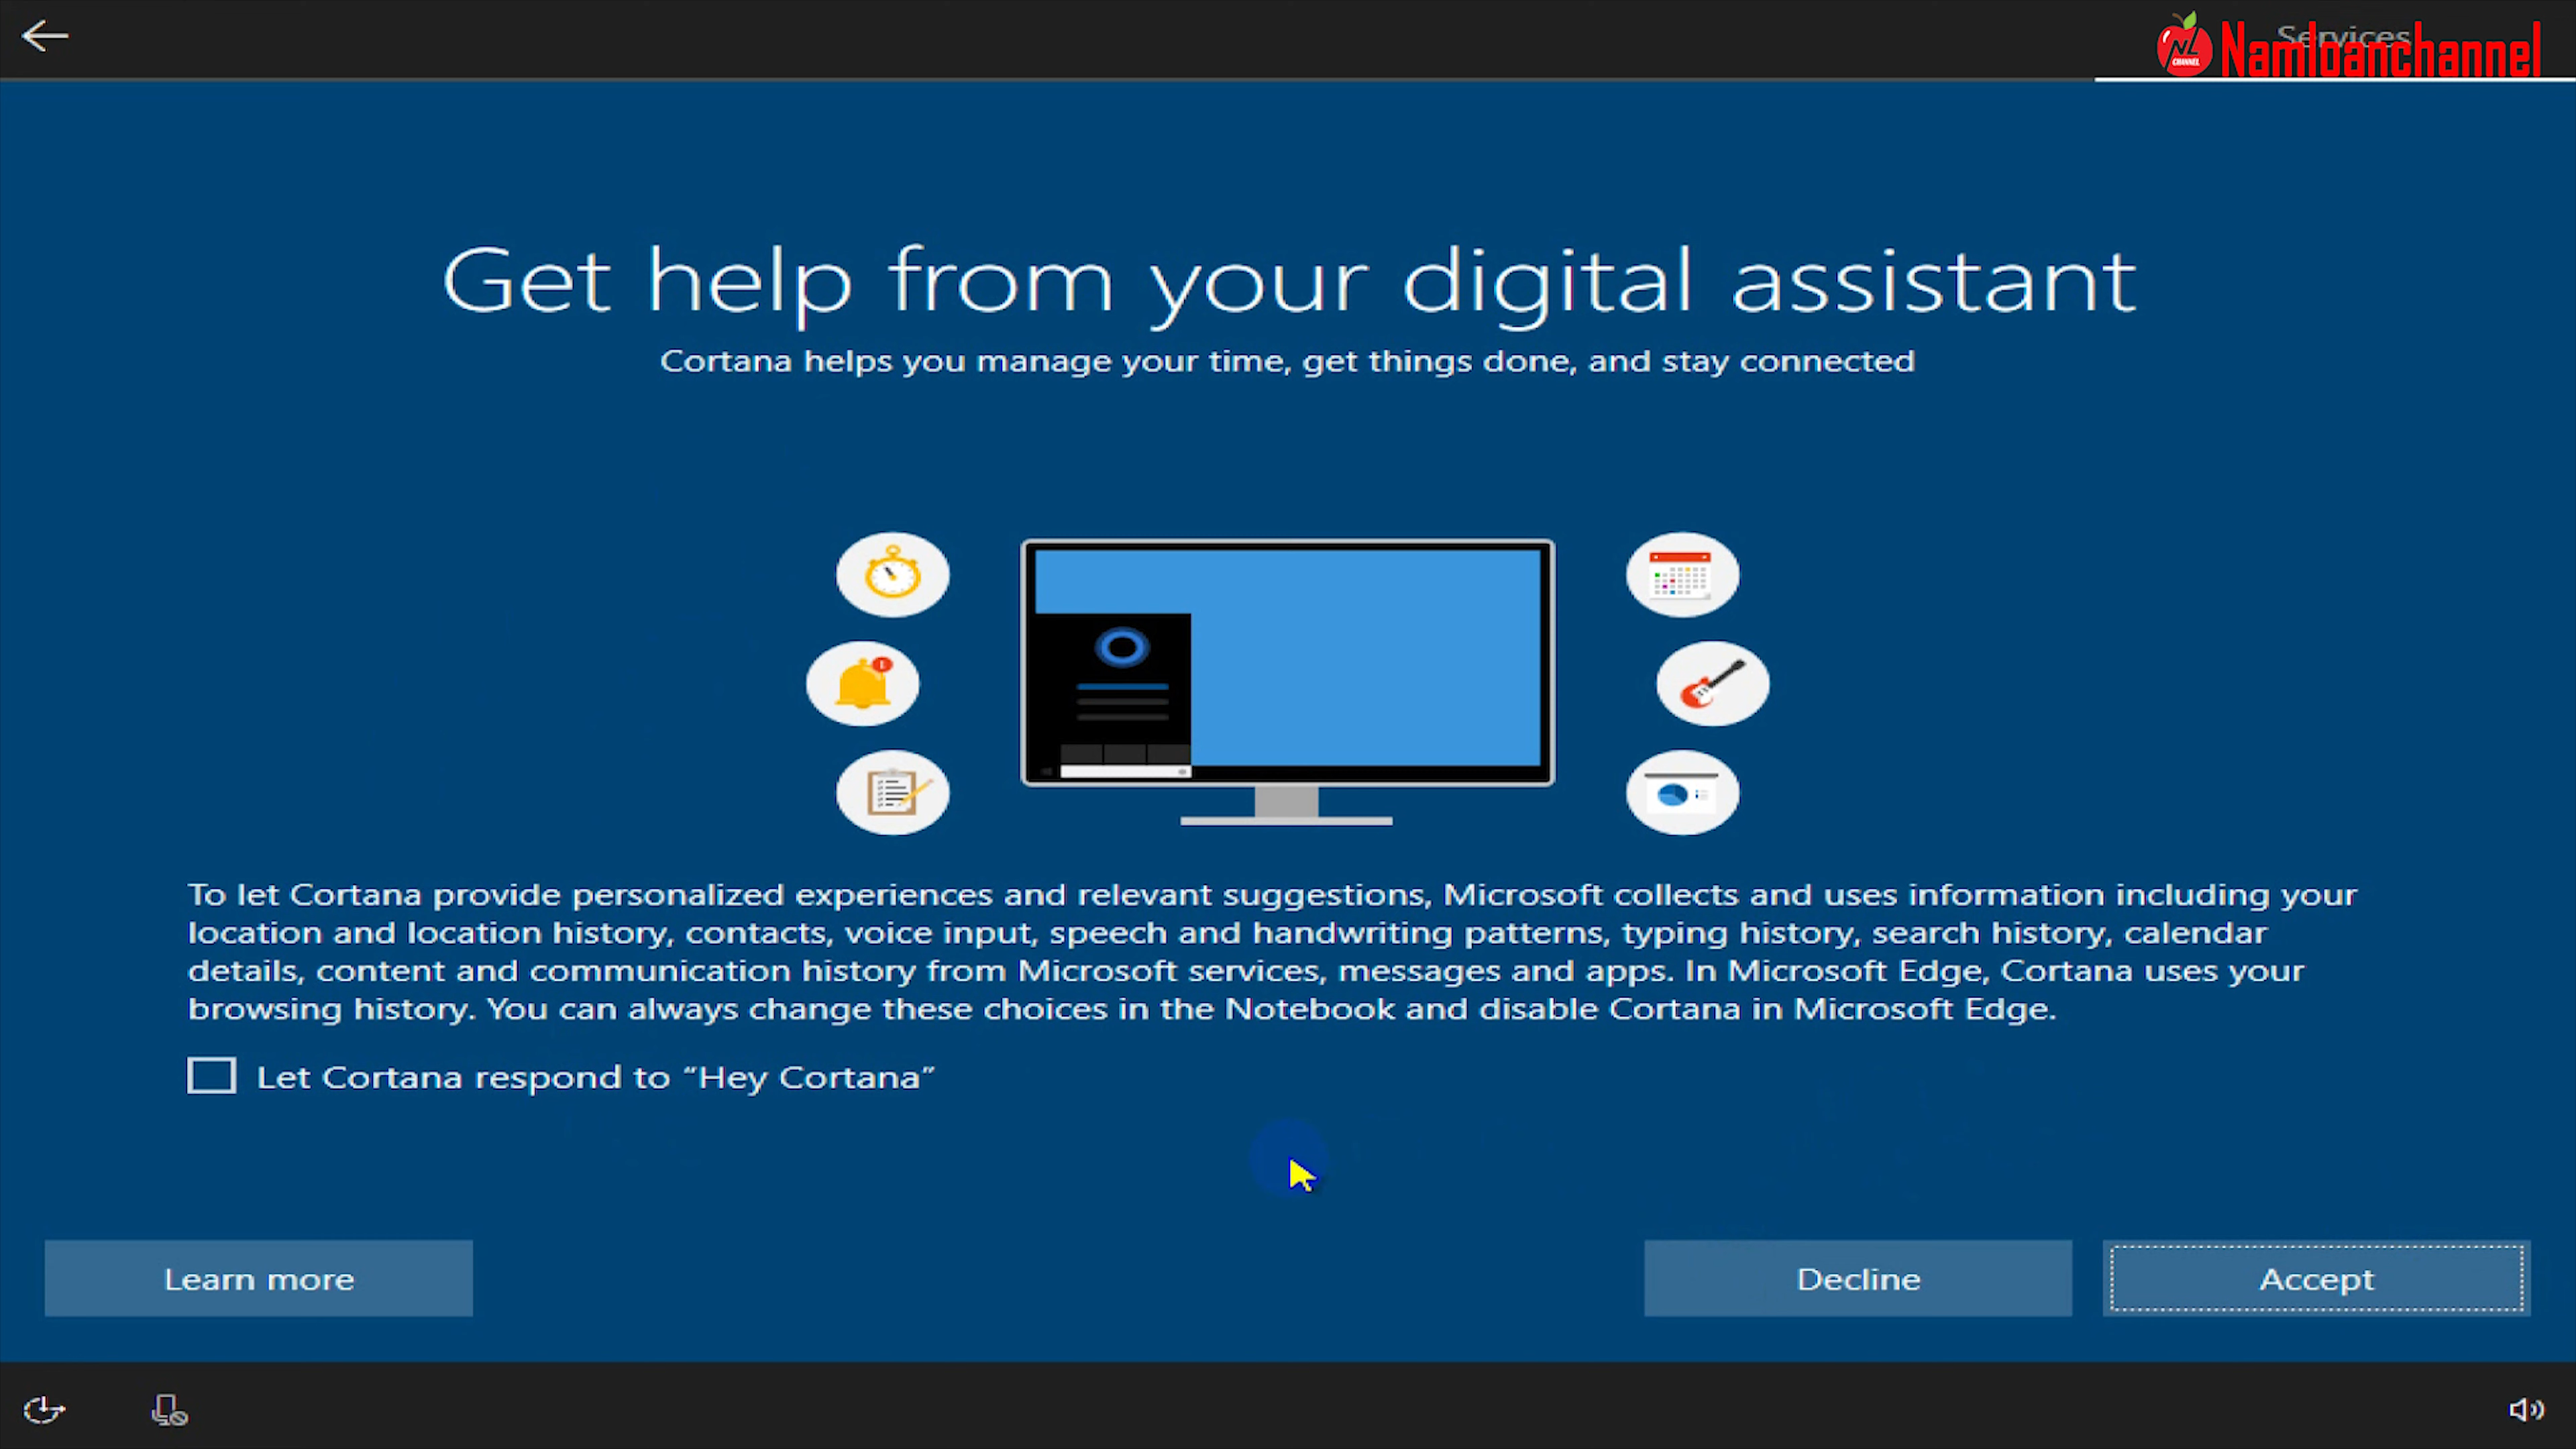 Services
NL
CHANNEL
Namloanchannel
Get help from your digital assistant
Cortana helps you manage your time, get things done, and stay connected
To let Cortana provide personalized experiences and relevant suggestions, Microsoft collects and uses information including your
location and location history, contacts, voice input, speech and handwriting patterns, typing history, search history, calendar
details, content and communication history from Microsoft services, messages and apps. In Microsoft Edge, Cortana uses your
browsing history. You can always change these choices in the Notebook and disable Cortana in Microsoft Edge.
Let Cortana respond to “Hey Cortana”
Learn more
Decline
Accept